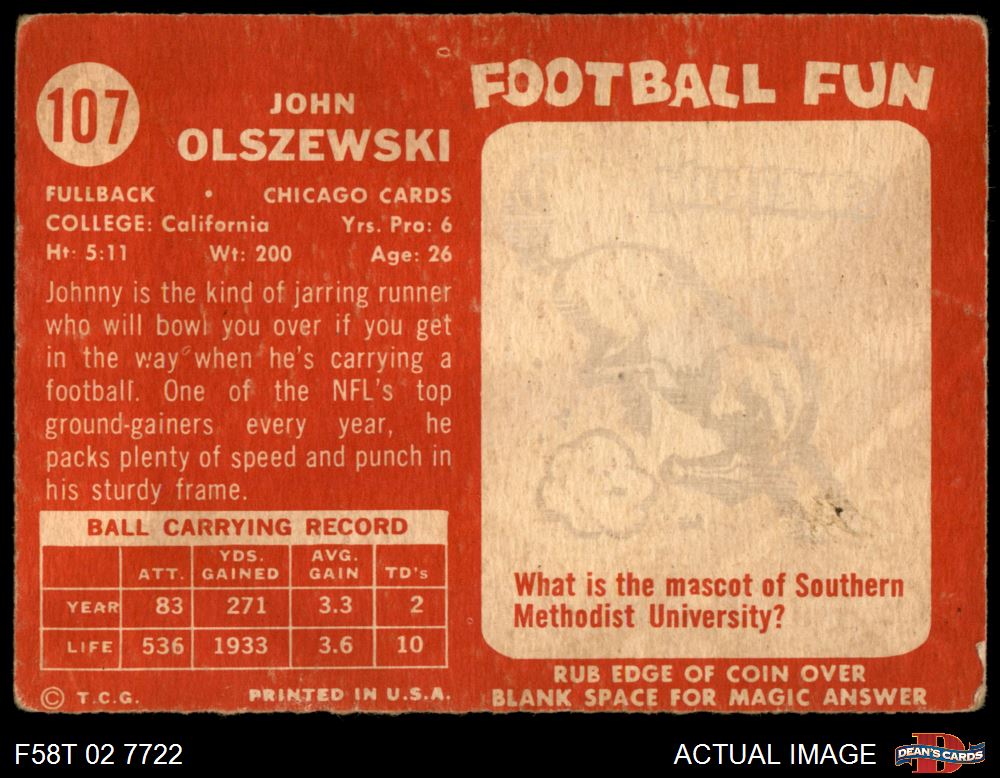 107
JOHN
OLSZEWSKI
FULLBACK • CHICAGO CARDS
COLLEGE: California Yrs. Pro: 6
Ht: 5:11 Wt: 200 Age: 26
Johnny is the kind of jarring runner
who will bowl you over if you get
in the way when he's carrying a
football. One of the NFL's top
ground-gainers every year, he
packs plenty of speed and punch in
his sturdy frame.
BALL CARRYING RECORD
ATT. YDS. GAINED AVG. GAIN TD's
YEAR 83 271 3.3 2
LIFE 536 1933 3.6 10
© T.C.G. PRINTED IN U.S.A.
FOOTBALL FUN
What is the mascot of Southern
Methodist University?
RUB EDGE OF COIN OVER
BLANK SPACE FOR MAGIC ANSWER
F58T 02 7722
ACTUAL IMAGE
DEAN'S CARDS